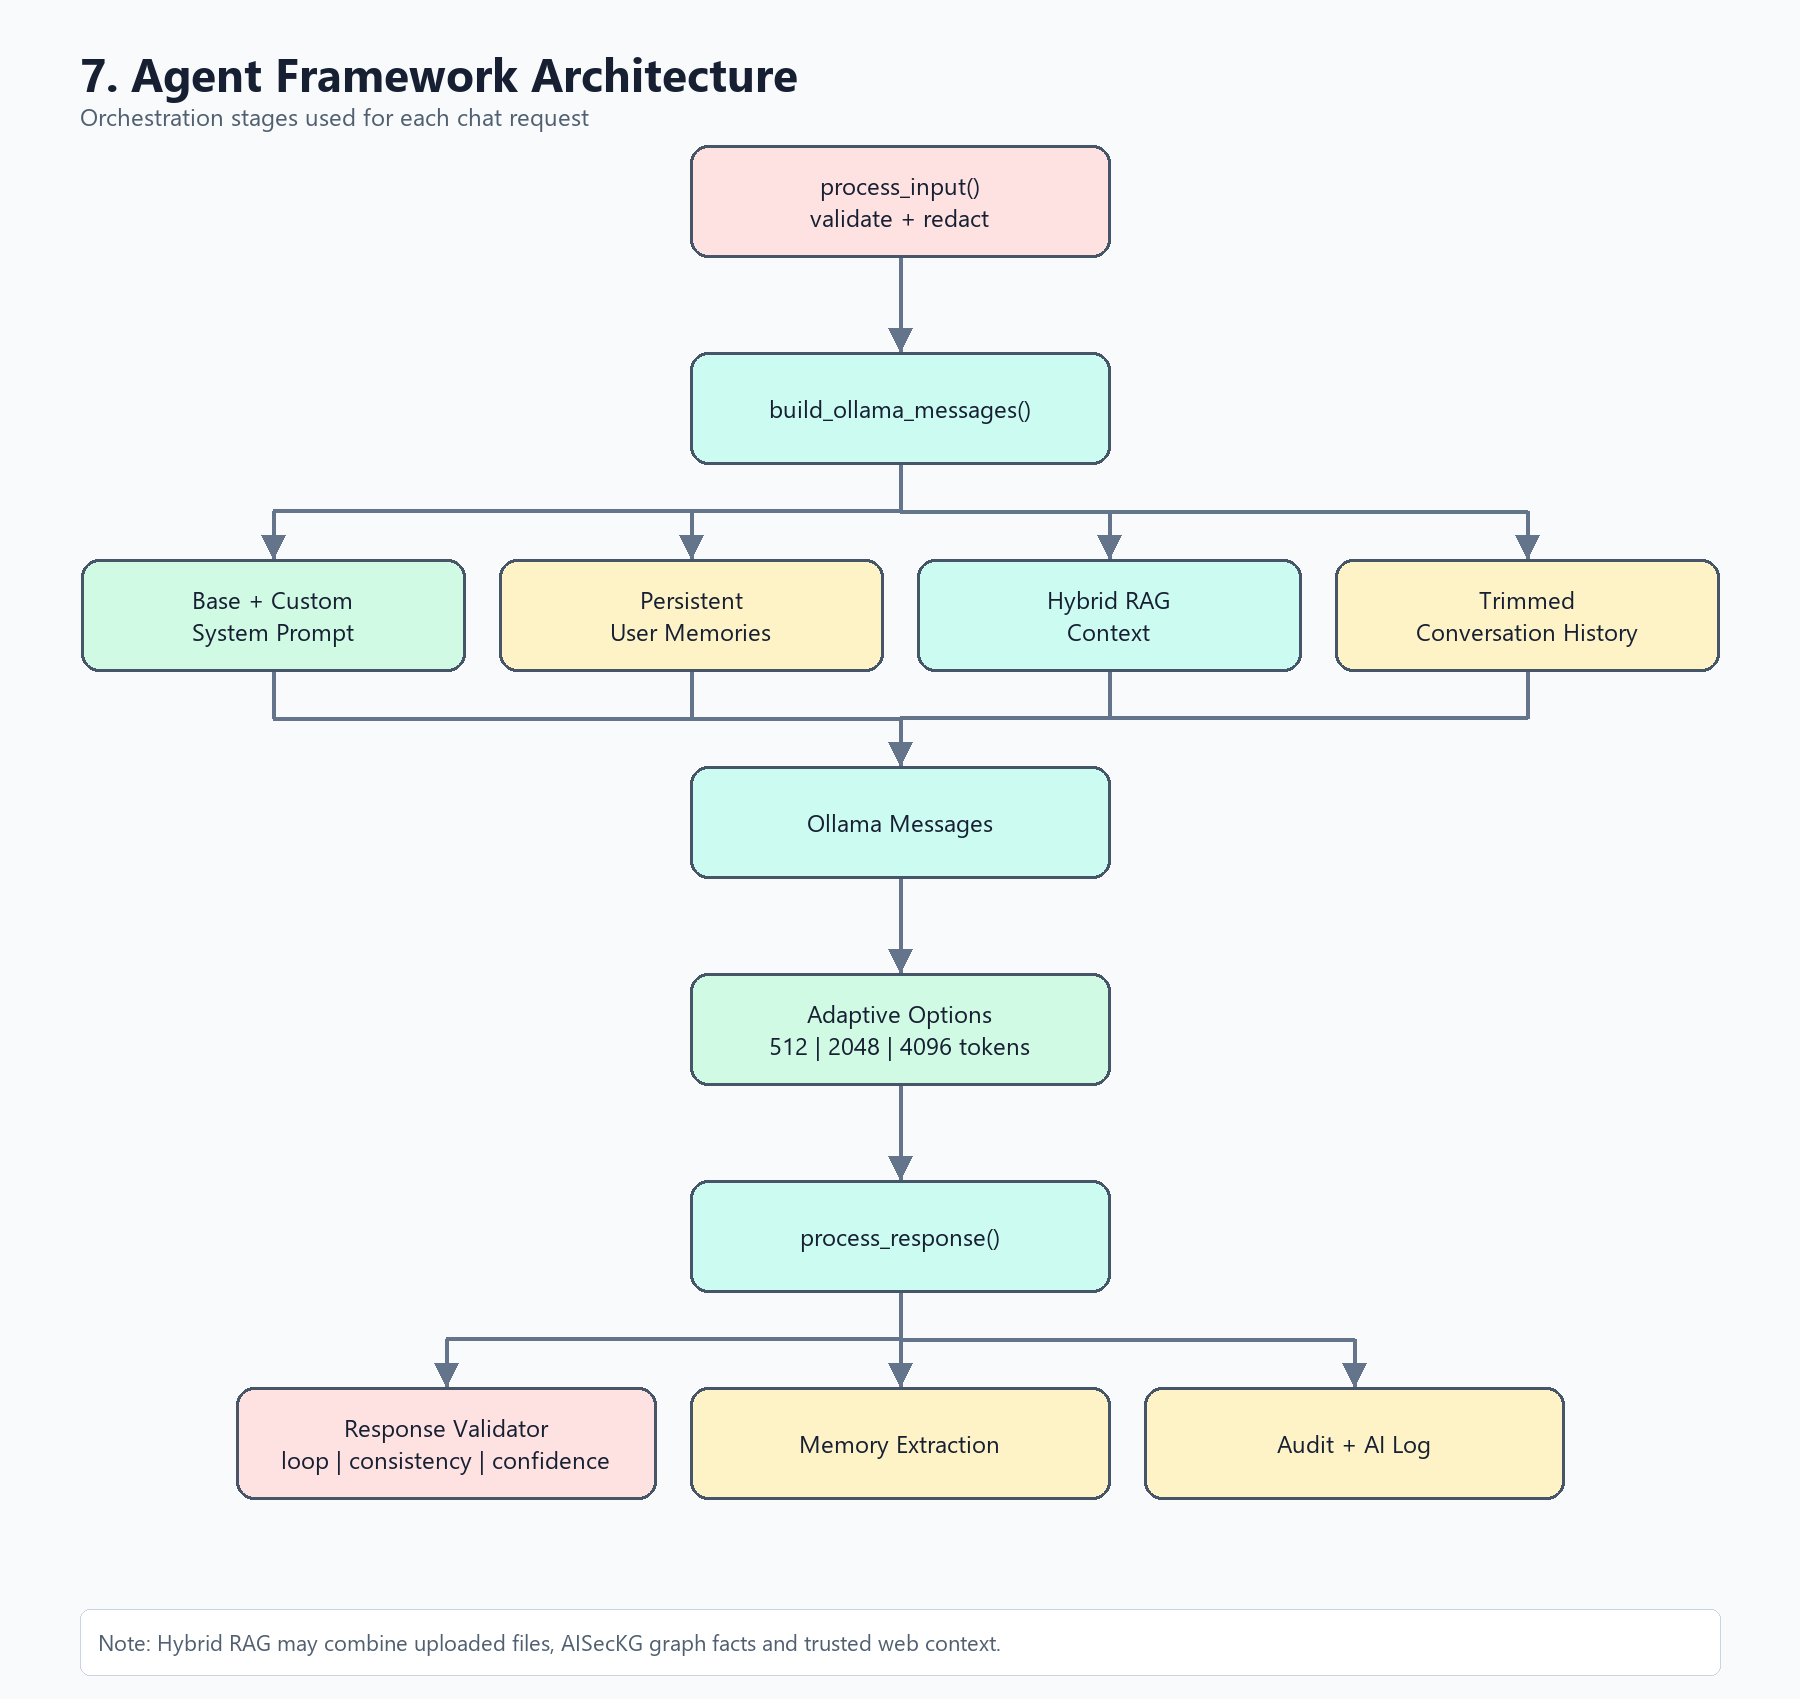 7. Agent Framework Architecture
Orchestration stages used for each chat request
process_input()
validate + redact
build_ollama_messages()
Base + Custom
System Prompt
Persistent
User Memories
Hybrid RAG
Context
Trimmed
Conversation History
Ollama Messages
Adaptive Options
512 | 2048 | 4096 tokens
process_response()
Response Validator
loop | consistency | confidence
Memory Extraction
Audit + AI Log
Note: Hybrid RAG may combine uploaded files, AISecKG graph facts and trusted web context.